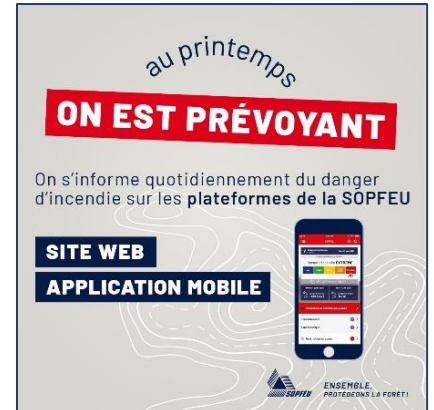 au printemps
ON EST PRÉVOYANT
On s'informe quotidiennement du danger
d'incendie sur les plateformes de la SOPFEU
SITE WEB
APPLICATION MOBILE
SOPFEU
ENSEMBLE,
PROTÉGEONS LA FORÊT!